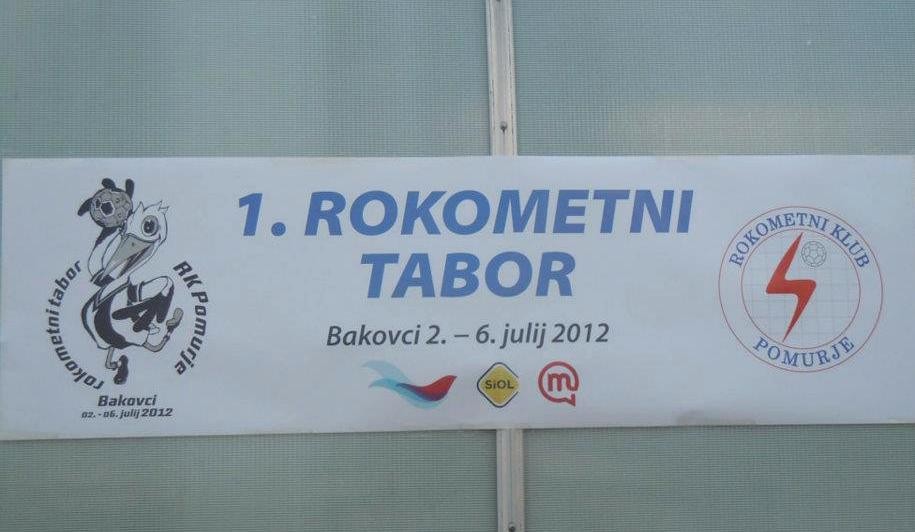 1. ROKOMETNI
TABOR
Bakovci 2. – 6. julij 2012
SiOL
m
rokometni tabor
RK Pomurje
Bakovci
02. - 06. julij 2012
ROKOMETNI KLUB
POMURJE